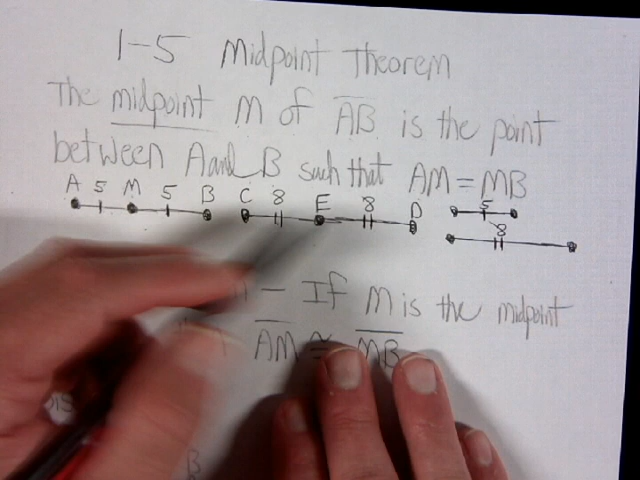 1-5 Midpoint Theorem
The midpoint M of AB is the point
between A and B such that AM = MB
A 5 M 5 B C 8 E 8 D 5
8
- If M is the midpoint
AM ≅ MB
B